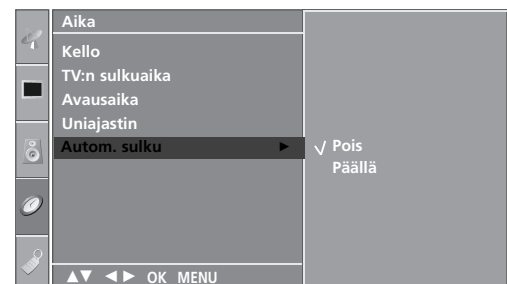 Aika
Kello
TV:n sulkuaika
Avausaika
Uniajastin
Autom. sulku ►
√ Pois
Päällä
▲▼ ◄► OK MENU